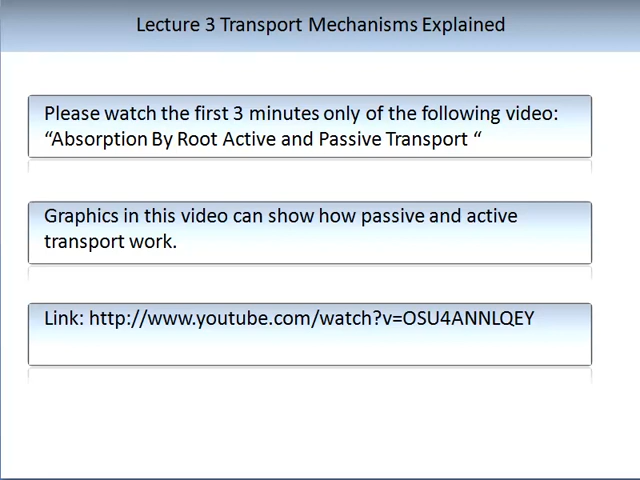 Lecture 3 Transport Mechanisms Explained
Please watch the first 3 minutes only of the following video:
“Absorption By Root Active and Passive Transport “
Graphics in this video can show how passive and active
transport work.
Link: http://www.youtube.com/watch?v=OSU4ANNLQEY